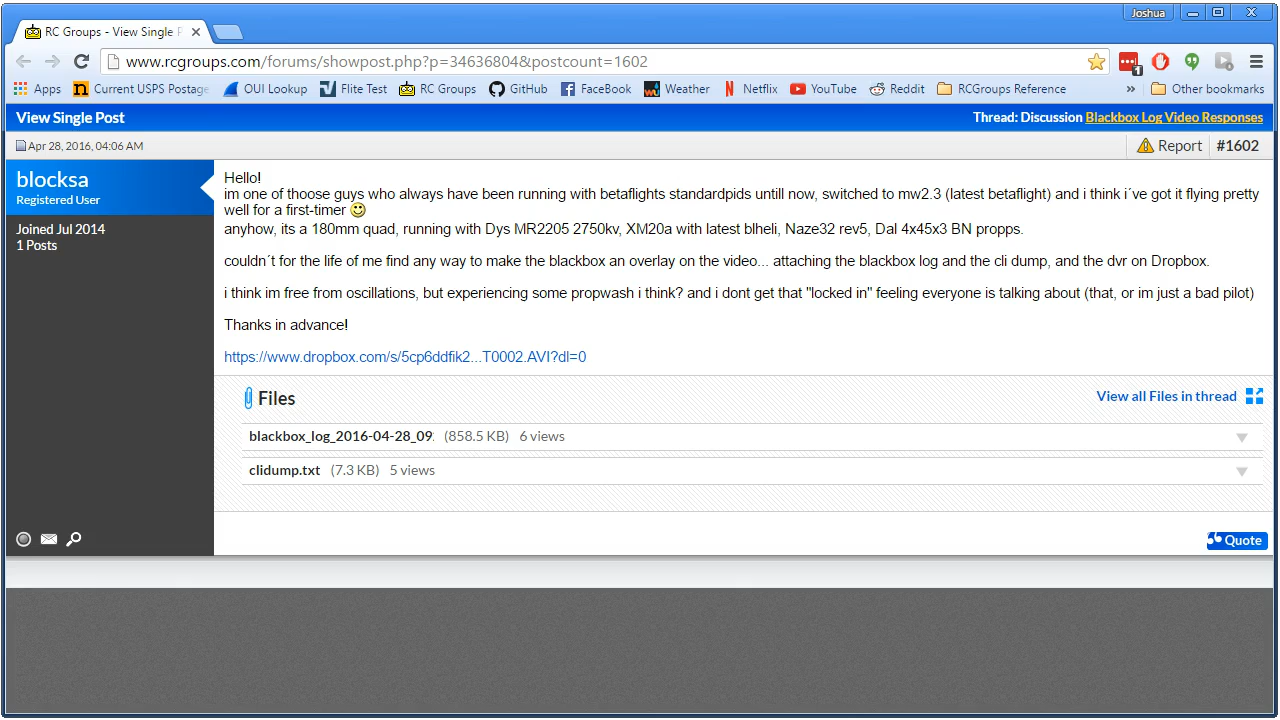 Joshua
RC Groups - View Single P
www.rcgroups.com/forums/showpost.php?p=34636804&postcount=1602
1
Apps Current USPS Postage OUI Lookup Flite Test RC Groups GitHub FaceBook Weather Netflix YouTube Reddit RCGroups Reference » Other bookmarks
View Single Post Thread: Discussion Blackbox Log Video Responses
Apr 28, 2016, 04:06 AM Report #1602
blocksa
Registered User
Joined Jul 2014
1 Posts
Hello!
im one of thoose guys who always have been running with betaflights standardpids untill now, switched to mw2.3 (latest betaflight) and i think i´ve got it flying pretty
well for a first-timer
anyhow, its a 180mm quad, running with Dys MR2205 2750kv, XM20a with latest blheli, Naze32 rev5, Dal 4x45x3 BN propps.
couldn´t for the life of me find any way to make the blackbox an overlay on the video... attaching the blackbox log and the cli dump, and the dvr on Dropbox.
i think im free from oscillations, but experiencing some propwash i think? and i dont get that "locked in" feeling everyone is talking about (that, or im just a bad pilot)
Thanks in advance!
https://www.dropbox.com/s/5cp6ddfik2...T0002.AVI?dl=0
Files View all Files in thread
blackbox_log_2016-04-28_09 (858.5 KB) 6 views
clidump.txt (7.3 KB) 5 views
Quote